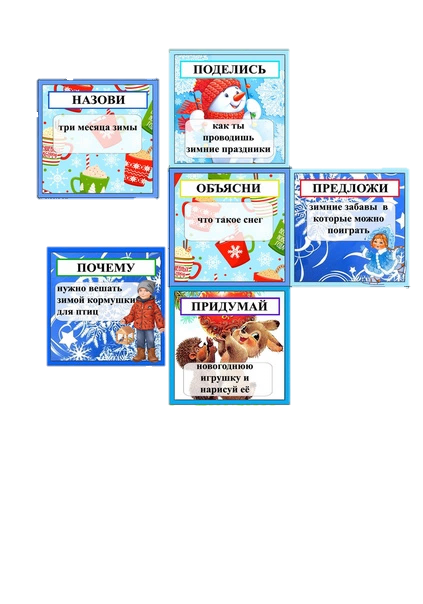 ПОДЕЛИСЬ
как ты
проводишь
зимние праздники
НАЗОВИ
три месяца зимы
ОБЪЯСНИ
что такое снег
ПРЕДЛОЖИ
зимние забавы в
которые можно
поиграть
ПОЧЕМУ
нужно вешать
зимой кормушки
для птиц
ПРИДУМАЙ
новогоднюю
игрушку и
нарисуй её